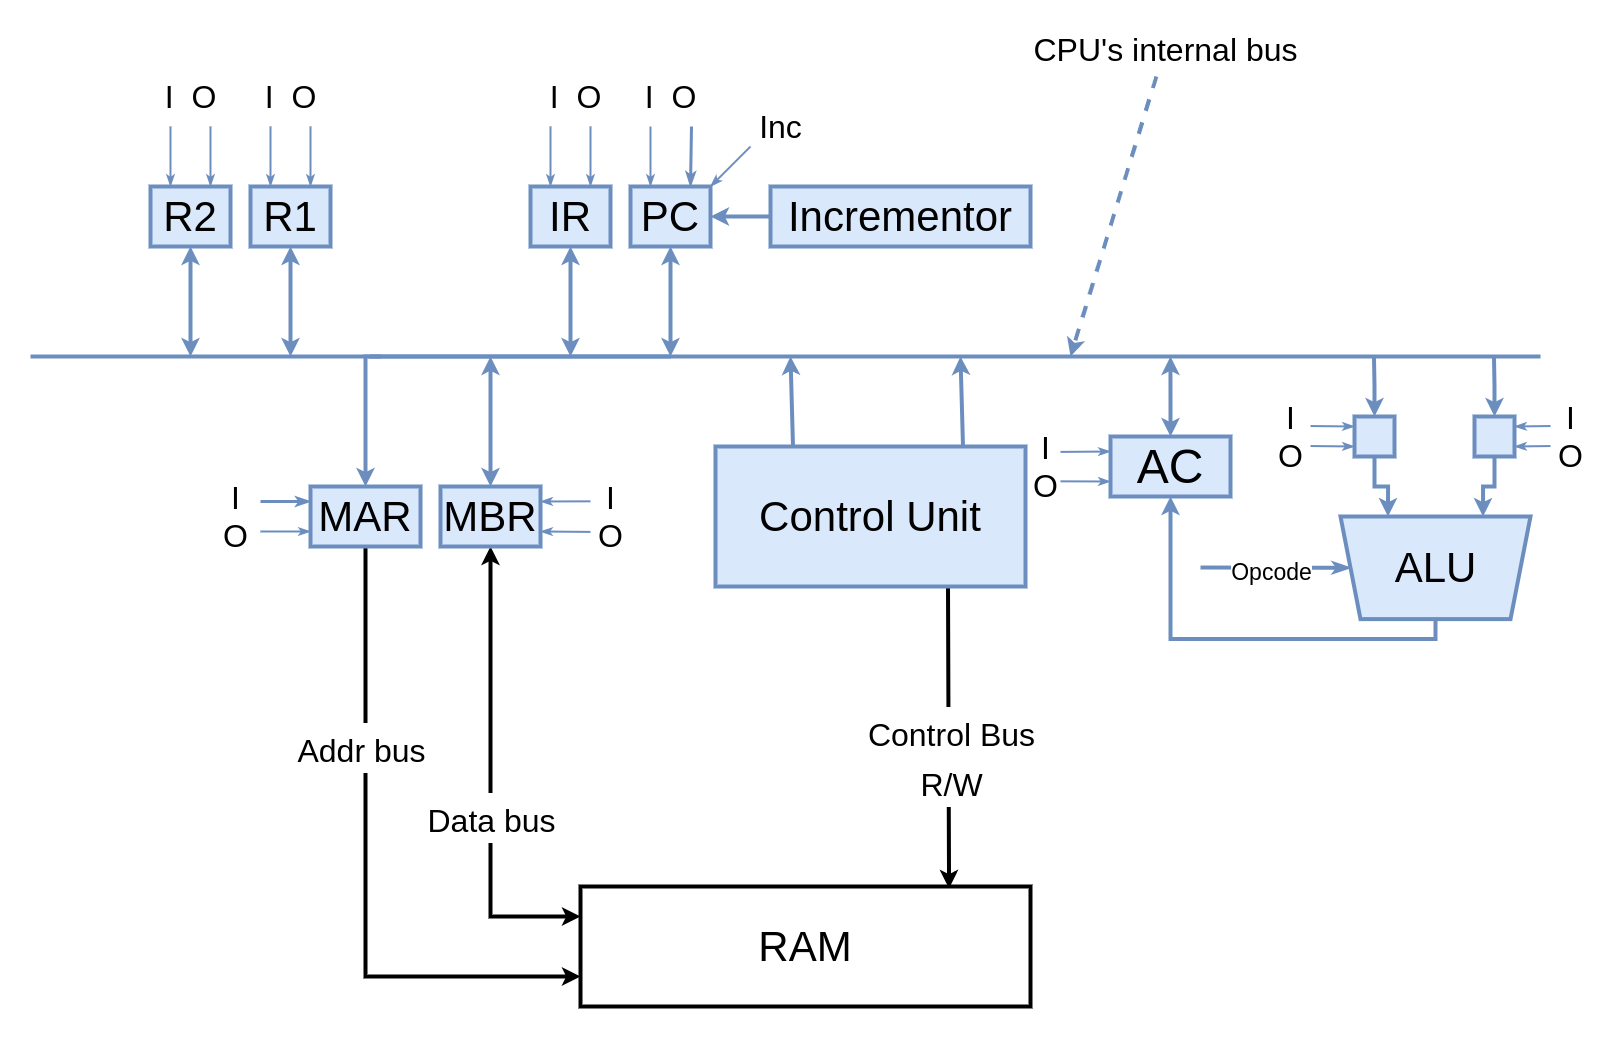 CPU's internal bus
I O
I O
I O
I O
Inc
R2
R1
IR
PC
Incrementor
I
O
MAR
MBR
I
O
Control Unit
I
O
AC
I
O
I
O
Opcode
ALU
Addr bus
Data bus
Control Bus
R/W
RAM